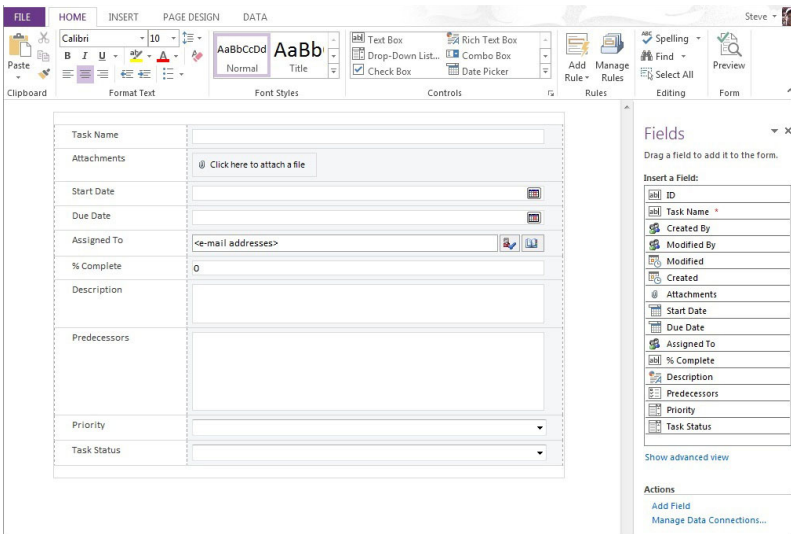 FILE HOME INSERT PAGE DESIGN DATA Steve
Paste
Clipboard
Calibri 10
B I U aby A
Format Text
AaBbCcDd AaBb
Normal Title
Font Styles
Text Box Rich Text Box
Drop-Down List... Combo Box
Check Box Date Picker
Controls
Add Rule Manage Rules
Rules
Spelling
Find
Select All
Editing
Preview
Form
Task Name
Attachments Click here to attach a file
Start Date
Due Date
Assigned To <e-mail addresses>
% Complete 0
Description
Predecessors
Priority
Task Status
Fields
Drag a field to add it to the form.
Insert a Field:
ab| ID
ab| Task Name *
Created By
Modified By
Modified
Created
Attachments
Start Date
Due Date
Assigned To
ab| % Complete
Description
Predecessors
Priority
Task Status
Show advanced view
Actions
Add Field
Manage Data Connections...